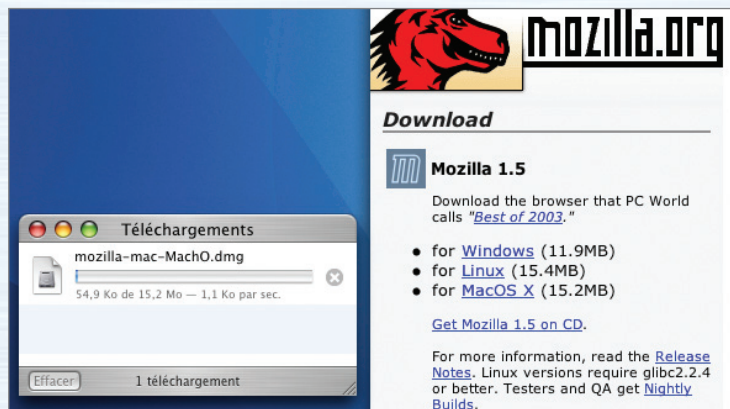 mozilla.org
Download
Mozilla 1.5
Download the browser that PC World
calls "Best of 2003."
for Windows (11.9MB)
for Linux (15.4MB)
for MacOS X (15.2MB)
Get Mozilla 1.5 on CD.
For more information, read the Release
Notes. Linux versions require glibc2.2.4
or better. Testers and QA get Nightly
Builds.
Téléchargements
mozilla-mac-MachO.dmg
54,9 Ko de 15,2 Mo — 1,1 Ko par sec.
Effacer
1 téléchargement